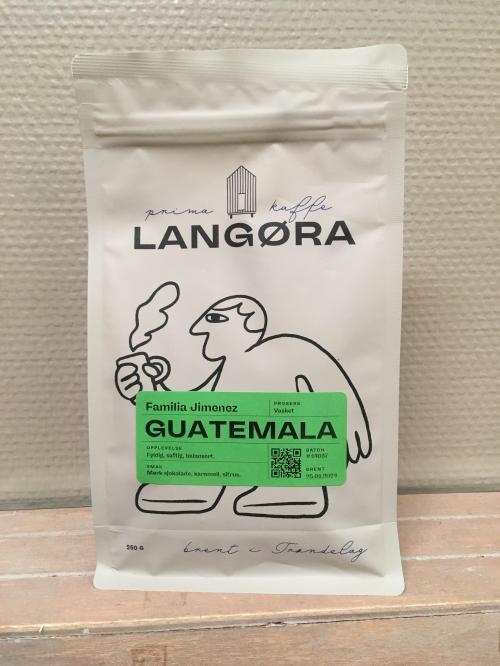 prima kaffe
LANGØRA
Familia Jimenez
PROSESS
Vasket
GUATEMALA
OPPLEVELSE
Fyldig, saftig, balansert.
SMAK
Mørk sjokolade, karamell, sitrus.
BATCH
BRENT
250 G
brent i Trøndelag